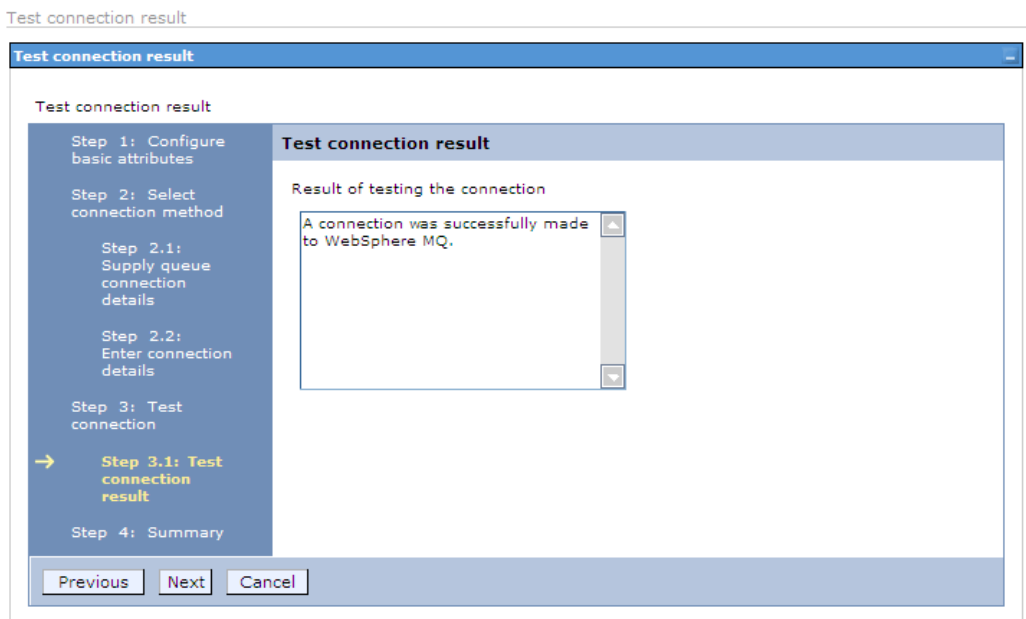 Test connection result
Test connection result
Test connection result
Step 1: Configure
basic attributes
Step 2: Select
connection method
Step 2.1:
Supply queue
connection
details
Step 2.2:
Enter connection
details
Step 3: Test
connection
Step 3.1: Test
connection
result
Step 4: Summary
Test connection result
Result of testing the connection
A connection was successfully made
to WebSphere MQ.
Previous Next Cancel